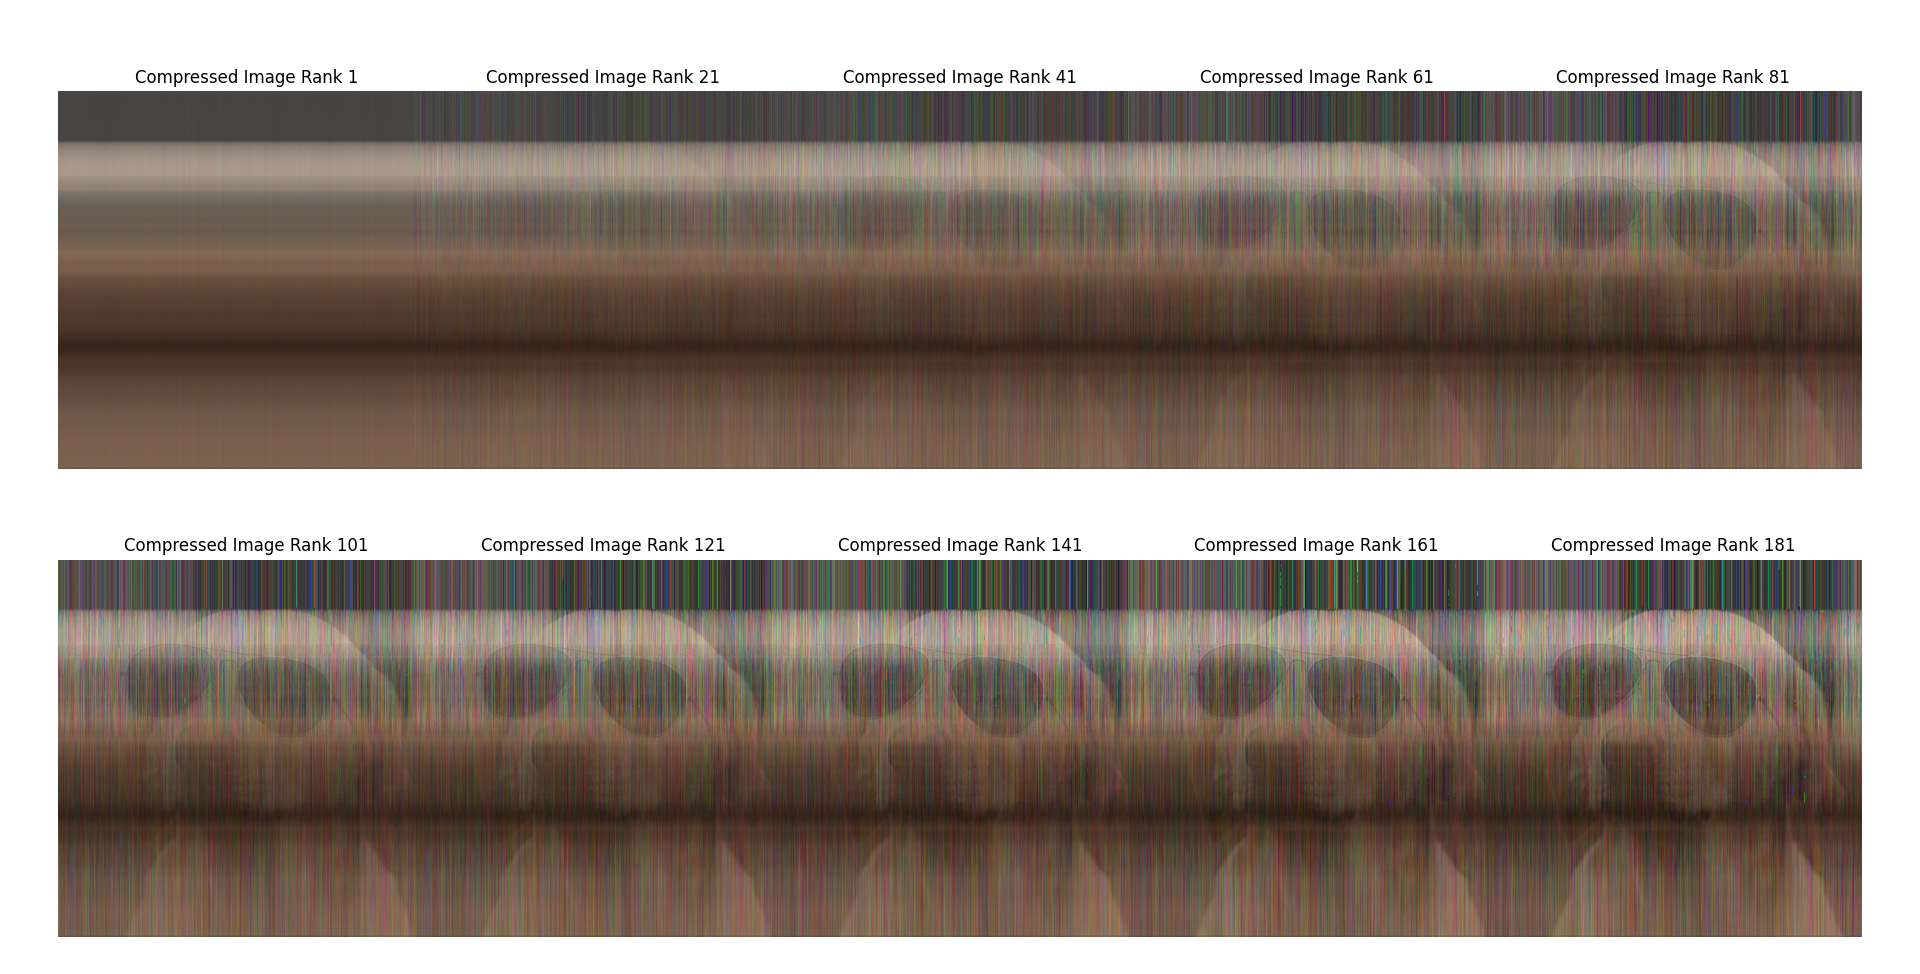 Compressed Image Rank 1
Compressed Image Rank 21
Compressed Image Rank 41
Compressed Image Rank 61
Compressed Image Rank 81
Compressed Image Rank 101
Compressed Image Rank 121
Compressed Image Rank 141
Compressed Image Rank 161
Compressed Image Rank 181